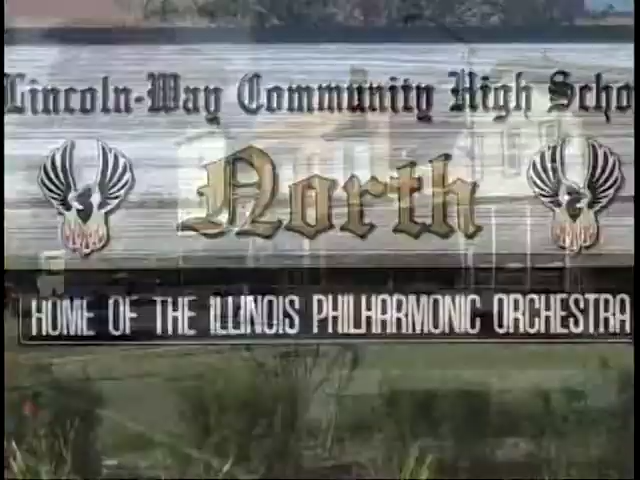 Lincoln-Way Community High Scho
North
HOME OF THE ILLINOIS PHILHARMONIC ORCHESTRA